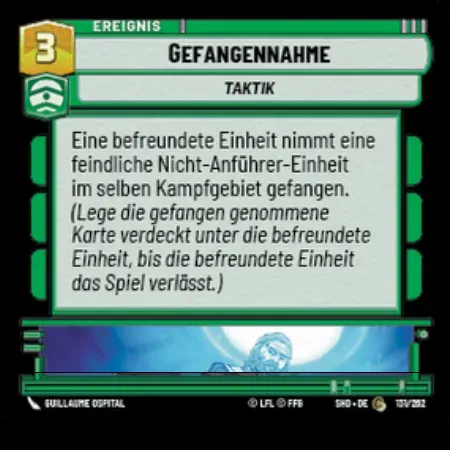 EREIGNIS
3
GEFANGENNAHME
TAKTIK
Eine befreundete Einheit nimmt eine
feindliche Nicht-Anführer-Einheit
im selben Kampfgebiet gefangen.
(Lege die gefangen genommene
Karte verdeckt unter die befreundete
Einheit, bis die befreundete Einheit
das Spiel verlässt.)
GUILLAUME OSPITAL
© LFL © FFG
SHD • DE
131/262